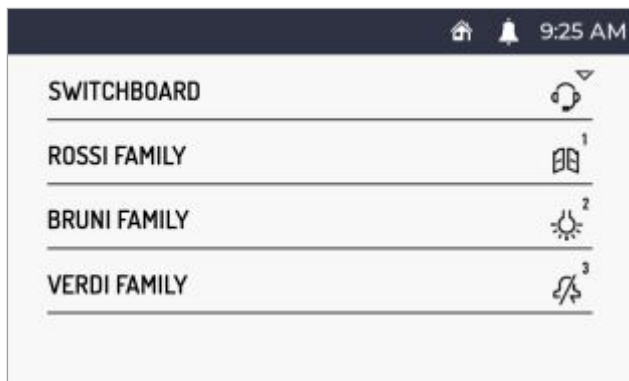 9:25 AM
SWITCHBOARD
ROSSI FAMILY 1
BRUNI FAMILY 2
VERDI FAMILY 3